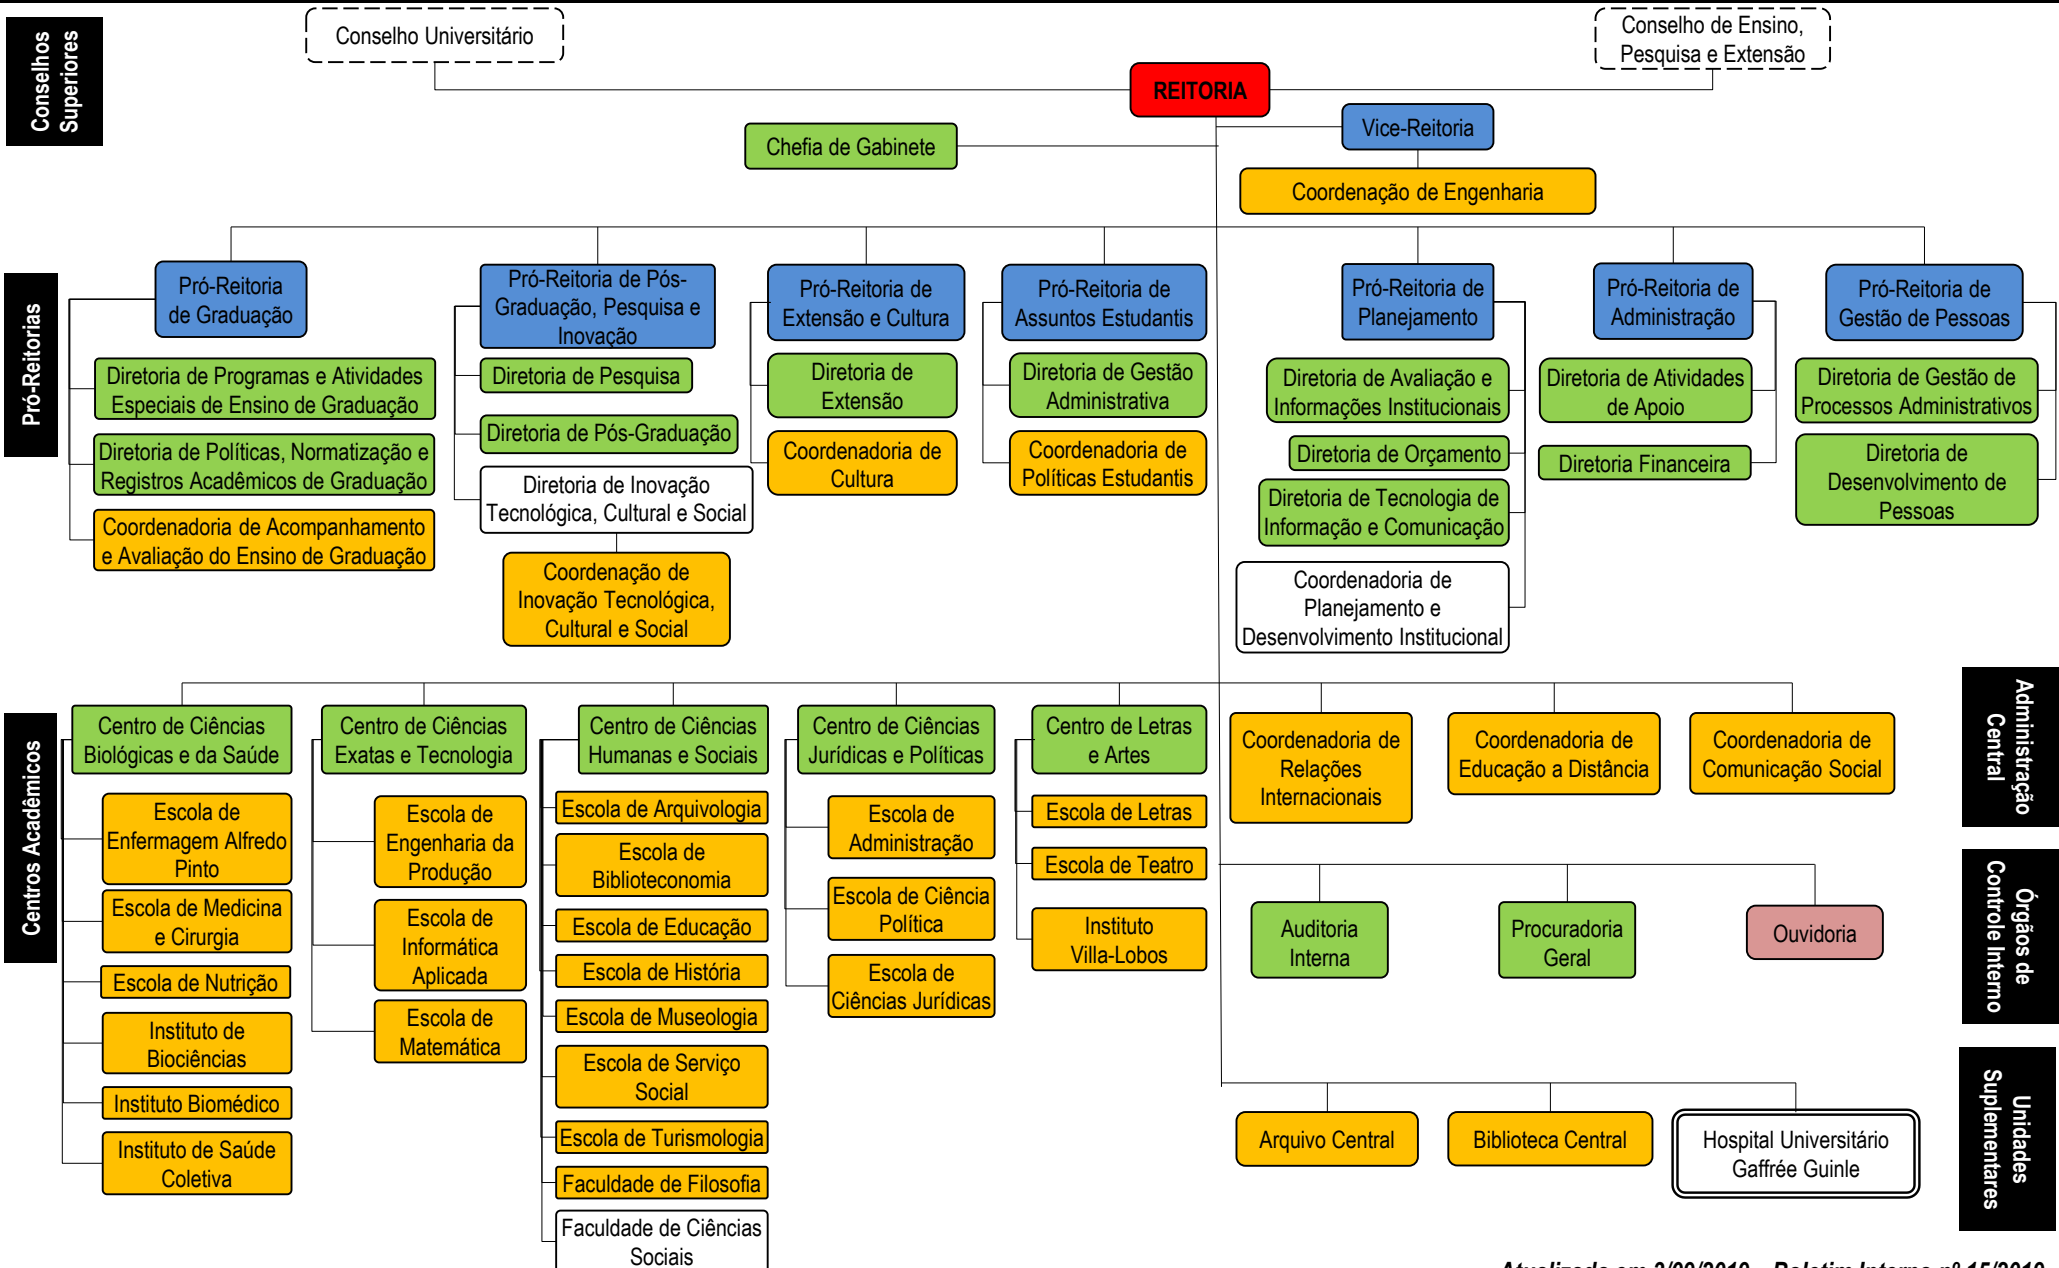 Conselhos
Superiores
Conselho Universitário
Conselho de Ensino,
Pesquisa e Extensão
REITORIA
Vice-Reitoria
Chefia de Gabinete
Coordenação de Engenharia
Pró-Reitorias
Pró-Reitoria
de Graduação
Diretoria de Programas e Atividades
Especiais de Ensino de Graduação
Diretoria de Políticas, Normatização e
Registros Acadêmicos de Graduação
Coordenadoria de Acompanhamento
e Avaliação do Ensino de Graduação
Pró-Reitoria de Pós-
Graduação, Pesquisa e
Inovação
Diretoria de Pesquisa
Diretoria de Pós-Graduação
Diretoria de Inovação
Tecnológica, Cultural e Social
Coordenação de
Inovação Tecnológica,
Cultural e Social
Pró-Reitoria de
Extensão e Cultura
Diretoria de
Extensão
Coordenadoria de
Cultura
Pró-Reitoria de
Assuntos Estudantis
Diretoria de Gestão
Administrativa
Coordenadoria de
Políticas Estudantis
Pró-Reitoria de
Planejamento
Diretoria de Avaliação e
Informações Institucionais
Diretoria de Orçamento
Diretoria de Tecnologia de
Informação e Comunicação
Coordenadoria de
Planejamento e
Desenvolvimento Institucional
Pró-Reitoria de
Administração
Diretoria de Atividades
de Apoio
Diretoria Financeira
Pró-Reitoria de
Gestão de Pessoas
Diretoria de Gestão de
Processos Administrativos
Diretoria de
Desenvolvimento de
Pessoas
Centros Acadêmicos
Centro de Ciências
Biológicas e da Saúde
Escola de
Enfermagem Alfredo
Pinto
Escola de Medicina
e Cirurgia
Escola de Nutrição
Instituto de
Biociências
Instituto Biomédico
Instituto de Saúde
Coletiva
Centro de Ciências
Exatas e Tecnologia
Escola de
Engenharia da
Produção
Escola de
Informática
Aplicada
Escola de
Matemática
Centro de Ciências
Humanas e Sociais
Escola de Arquivologia
Escola de
Biblioteconomia
Escola de Educação
Escola de História
Escola de Museologia
Escola de Serviço
Social
Escola de Turismologia
Faculdade de Filosofia
Faculdade de Ciências
Sociais
Centro de Ciências
Jurídicas e Políticas
Escola de
Administração
Escola de Ciência
Política
Escola de
Ciências Jurídicas
Centro de Letras
e Artes
Escola de Letras
Escola de Teatro
Instituto
Villa-Lobos
Administração
Central
Coordenadoria de
Relações
Internacionais
Coordenadoria de
Educação a Distância
Coordenadoria de
Comunicação Social
Órgãos de
Controle Interno
Auditoria
Interna
Procuradoria
Geral
Ouvidoria
Unidades
Suplementares
Arquivo Central
Biblioteca Central
Hospital Universitário
Gaffrée Guinle
Atualizado em 2/09/2019 – Boletim Interno nº 15/2019